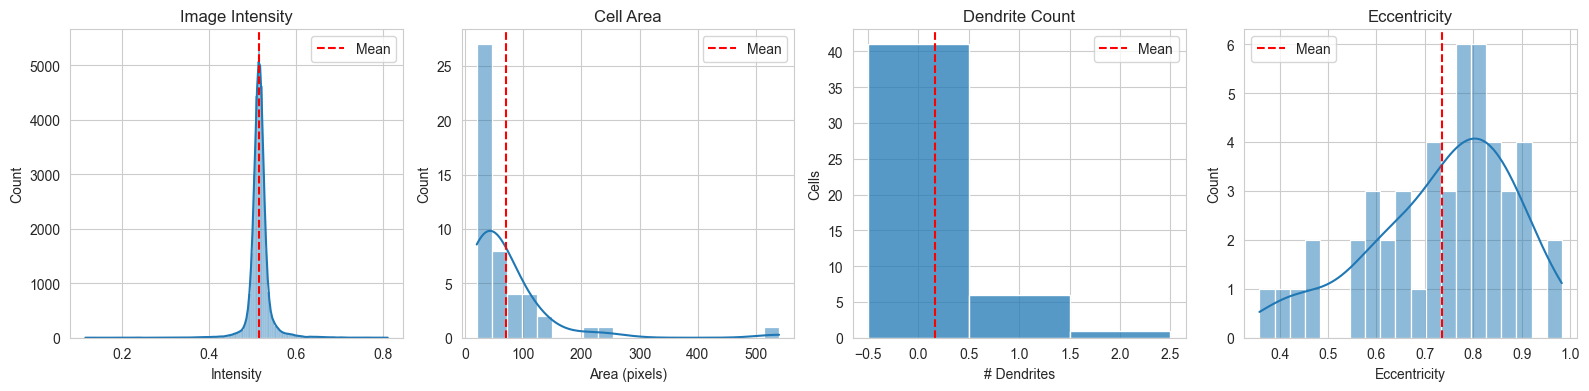 Image Intensity
Mean
5000
4000
3000
2000
1000
0
Count
0.2 0.4 0.6 0.8
Intensity
Cell Area
Mean
25
20
15
10
5
0
Count
0 100 200 300 400 500
Area (pixels)
Dendrite Count
Mean
40
35
30
25
20
15
10
5
0
Cells
−0.5 0.0 0.5 1.0 1.5 2.0 2.5
# Dendrites
Eccentricity
Mean
6
5
4
3
2
1
0
Count
0.4 0.5 0.6 0.7 0.8 0.9 1.0
Eccentricity